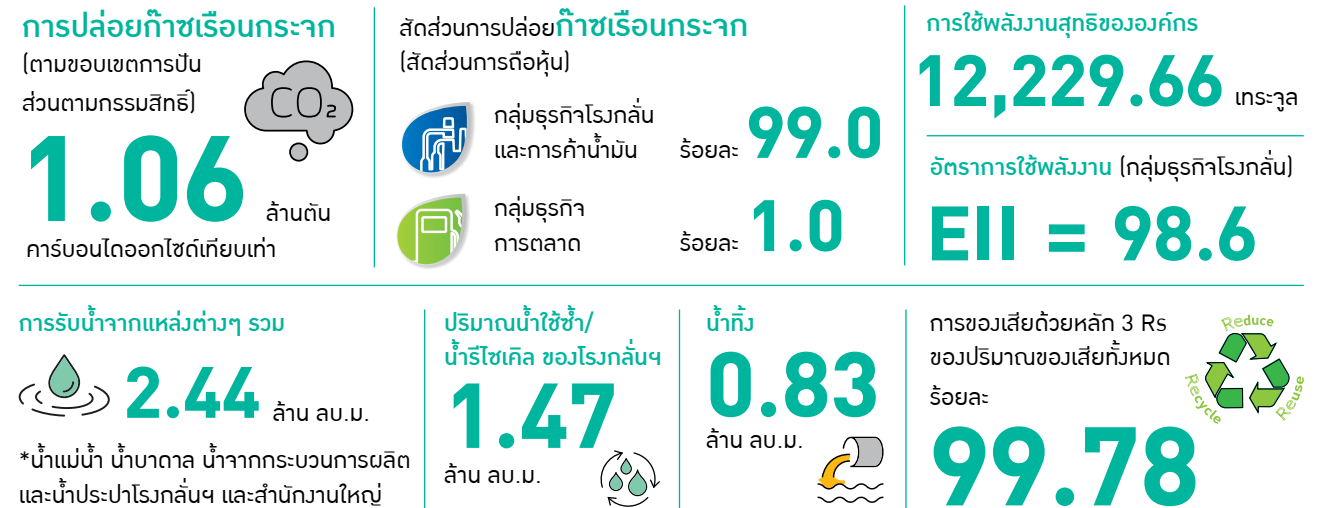 การปล่อยก๊าซเรือนกระจก
(ตามขอบเขตการปัน
ส่วนตามกรรมสิทธิ์)
CO2
1.06 ล้านตัน
คาร์บอนไดออกไซด์เทียบเท่า
สัดส่วนการปล่อยก๊าซเรือนกระจก
(สัดส่วนการถือหุ้น)
กลุ่มธุรกิจโรงกลั่น
และการค้าน้ำมัน ร้อยละ 99.0
กลุ่มธุรกิจ
การตลาด ร้อยละ 1.0
การใช้พลังงานสุทธิขององค์กร
12,229.66 เทระจูล
อัตราการใช้พลังงาน (กลุ่มธุรกิจโรงกลั่น)
EII = 98.6
การรับน้ำจากแหล่งต่างๆ รวม
2.44 ล้าน ลบ.ม.
*น้ำแม่น้ำ น้ำบาดาล น้ำจากกระบวนการผลิต
และน้ำประปาโรงกลั่นฯ และสำนักงานใหญ่
ปริมาณน้ำใช้ซ้ำ/
น้ำรีไซเคิล ของโรงกลั่นฯ
1.47
ล้าน ลบ.ม.
น้ำทิ้ง
0.83
ล้าน ลบ.ม.
การของเสียด้วยหลัก 3 Rs
ของปริมาณของเสียทั้งหมด
ร้อยละ
99.78
Reduce
Recycle
Reuse